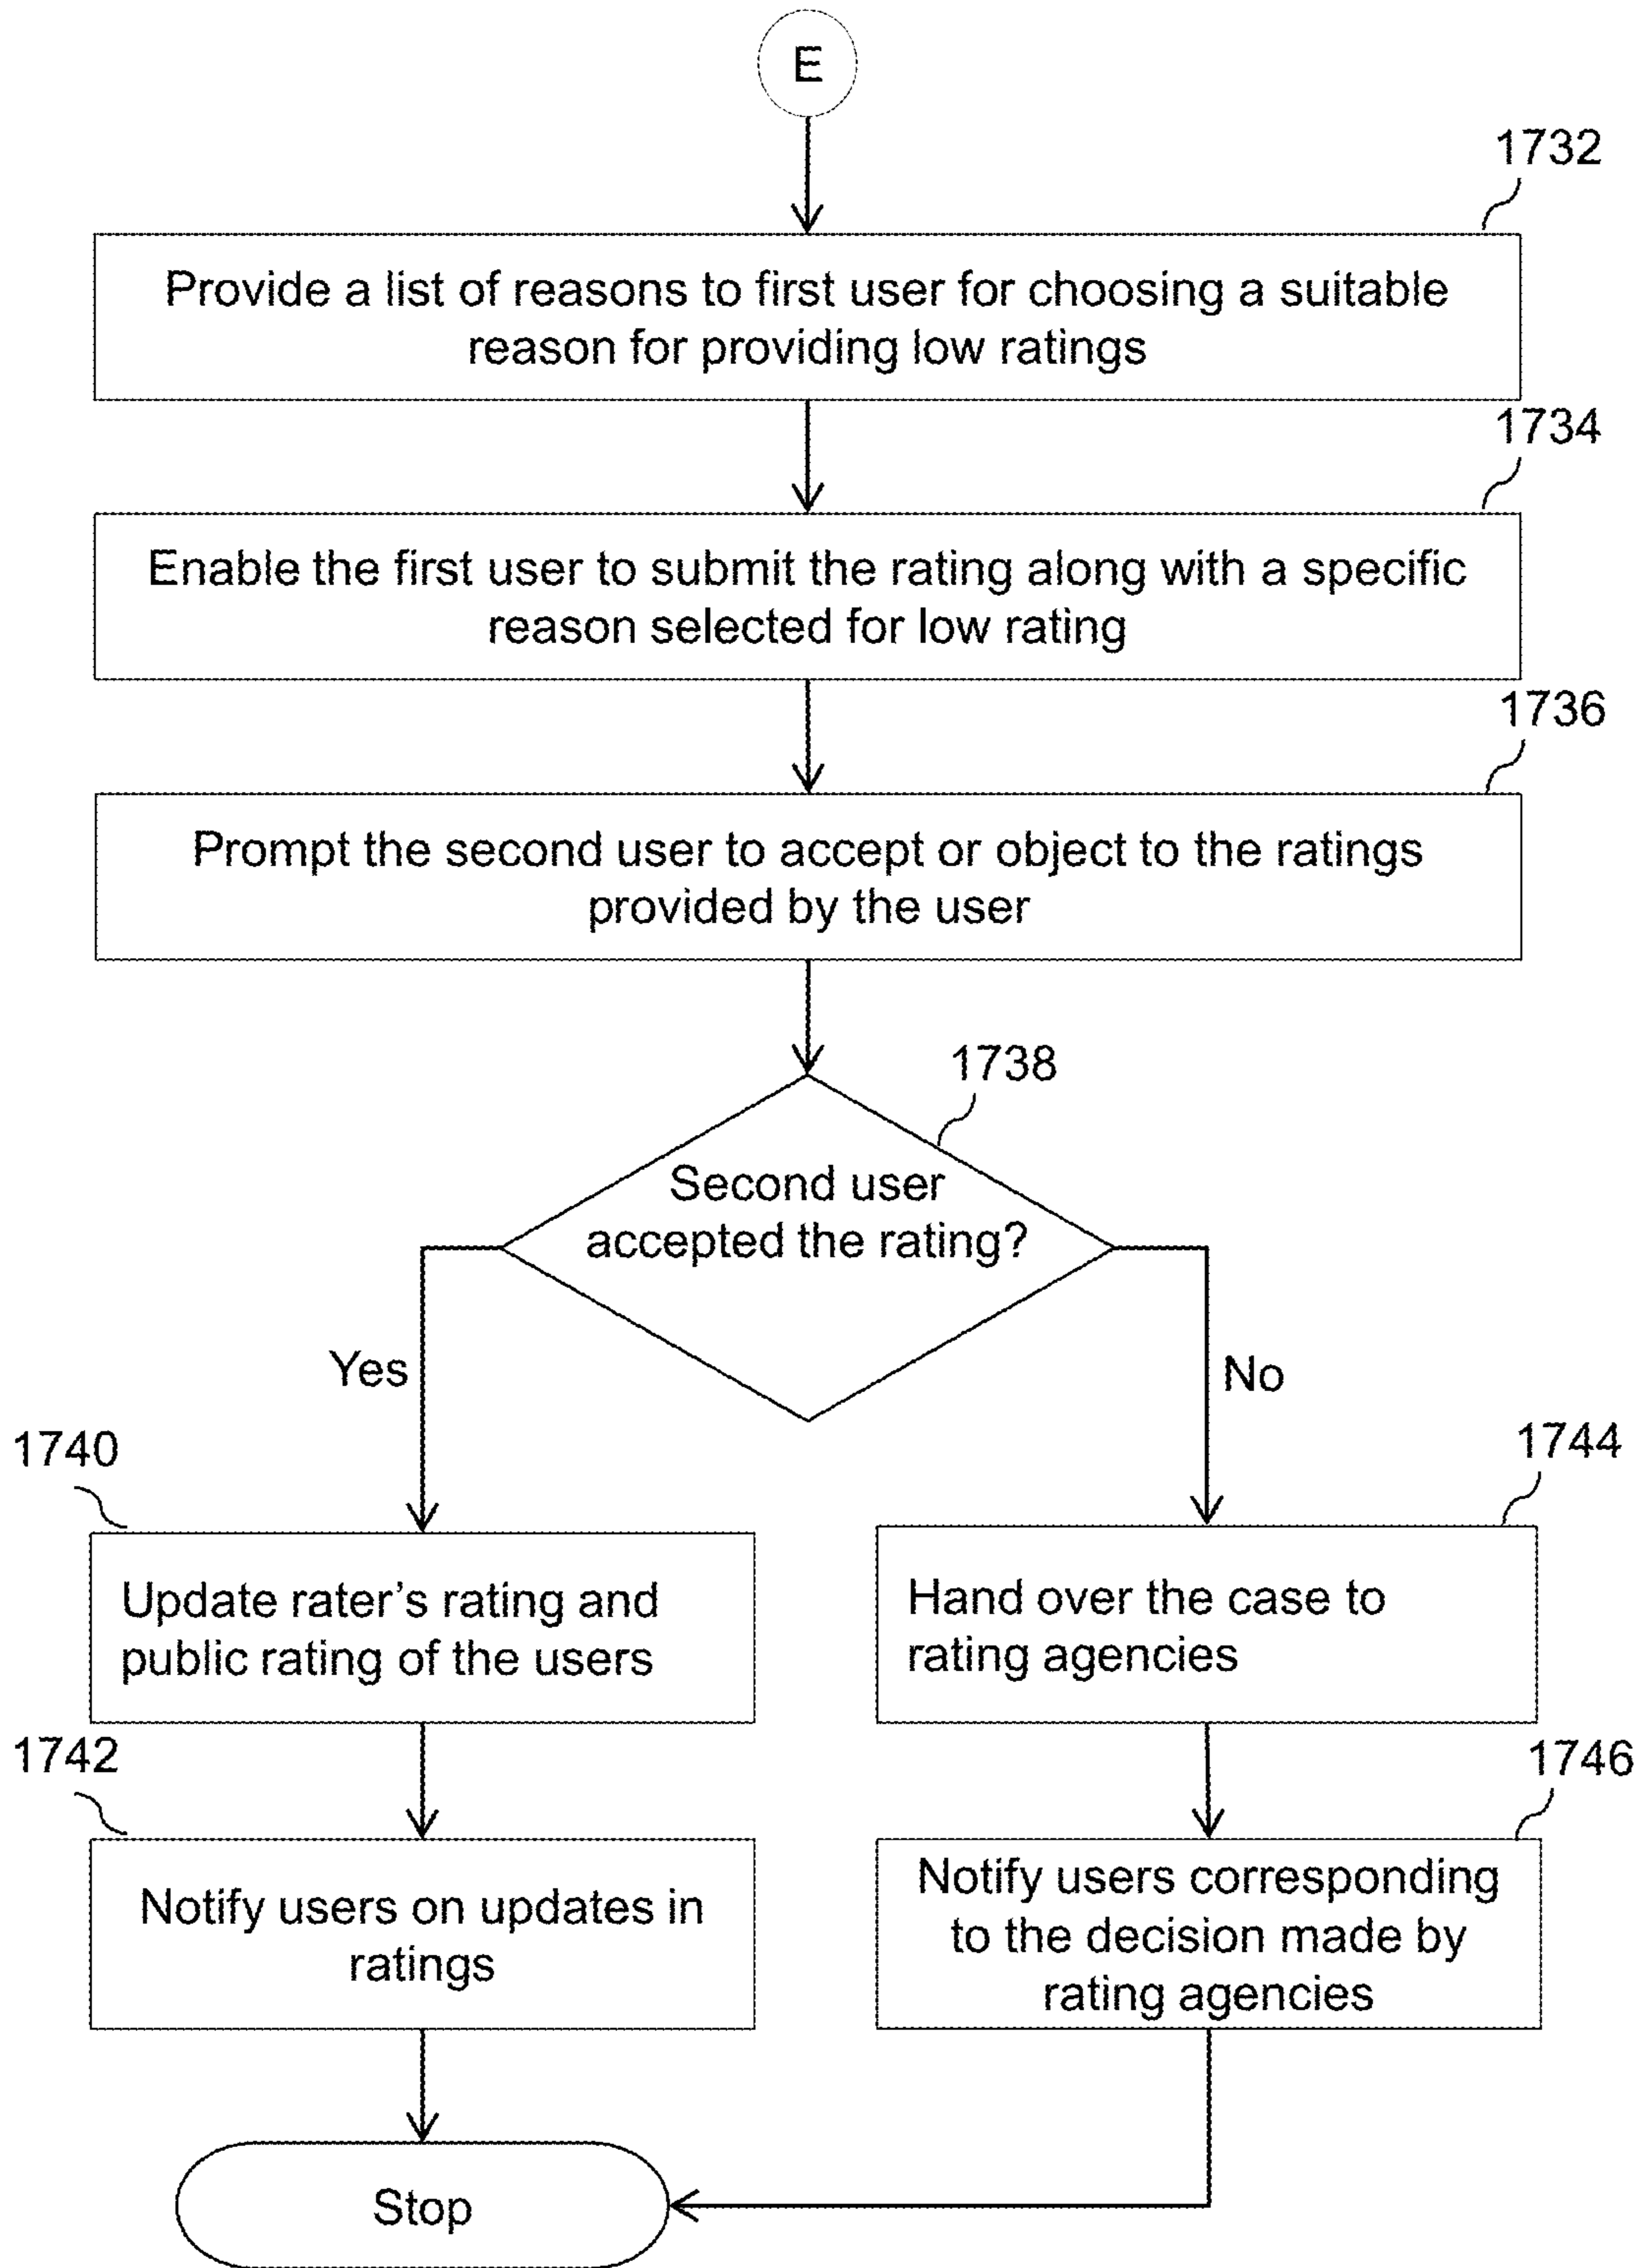 E
1732
Provide a list of reasons to first user for choosing a suitable
reason for providing low ratings
1734
Enable the first user to submit the rating along with a specific
reason selected for low rating
1736
Prompt the second user to accept or object to the ratings
provided by the user
1738
Second user
accepted the rating?
Yes
No
1740
Update rater's rating and
public rating of the users
1744
Hand over the case to
rating agencies
1742
Notify users on updates in
ratings
1746
Notify users corresponding
to the decision made by
rating agencies
Stop